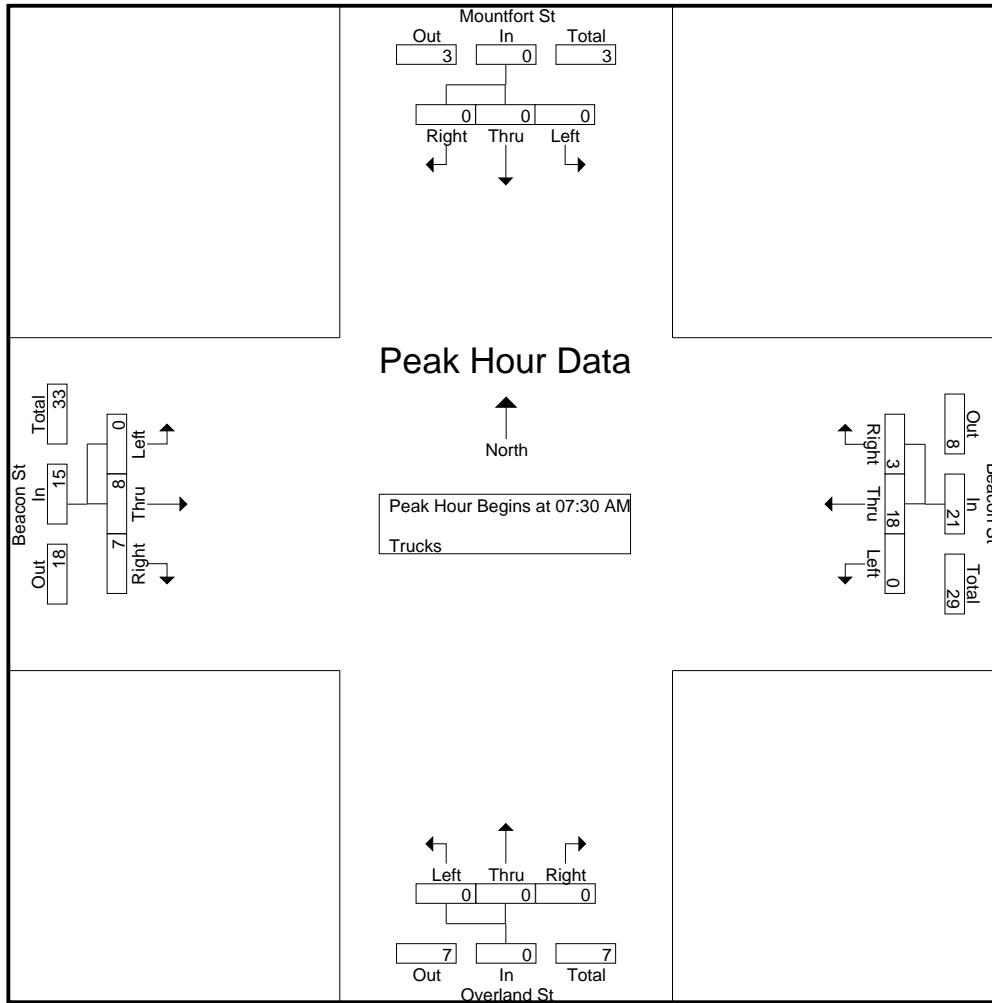 Mountfort St
Out In Total
3 0 3
0 0 0
Right Thru Left
Peak Hour Data
North
Peak Hour Begins at 07:30 AM
Trucks
Beacon St
Total In Out
33 15 18
0 8 7
Left Thru Right
Right Thru Left
3 18 0
8 21 29
Out In Total
Beacon St
Left Thru Right
0 0 0
7 0 7
Out In Total
Overland St